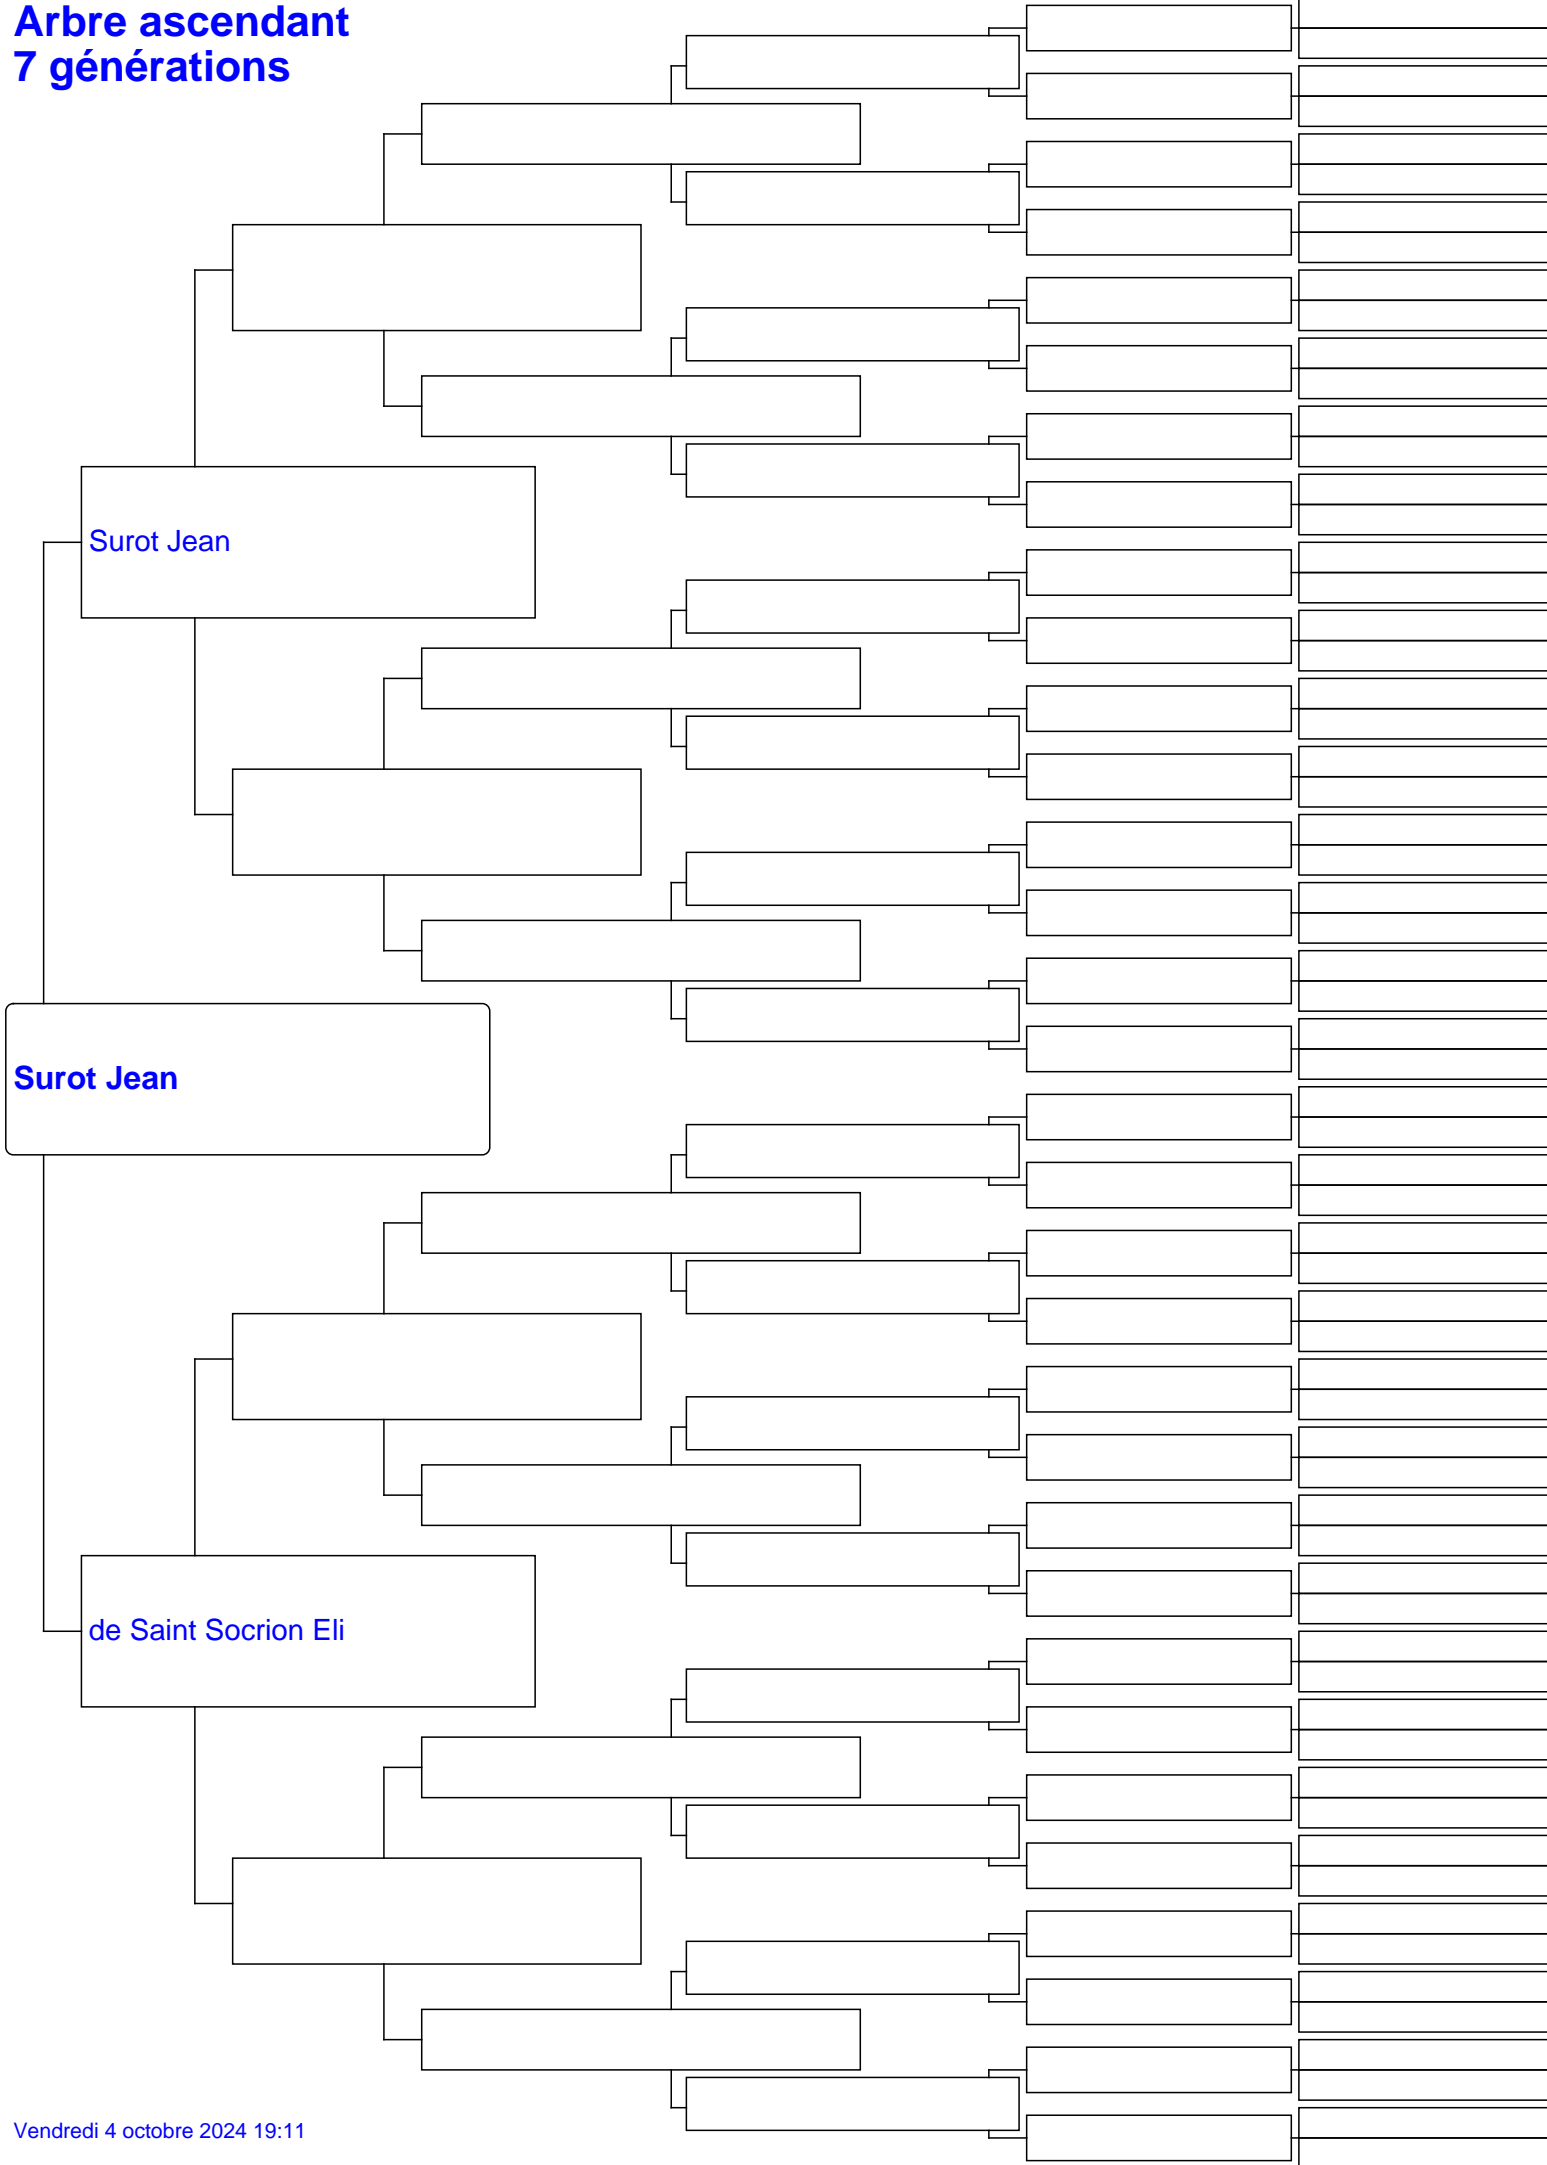 Arbre ascendant
7 générations
Surot Jean
Surot Jean
de Saint Socrion Eli
Vendredi 4 octobre 2024 19:11